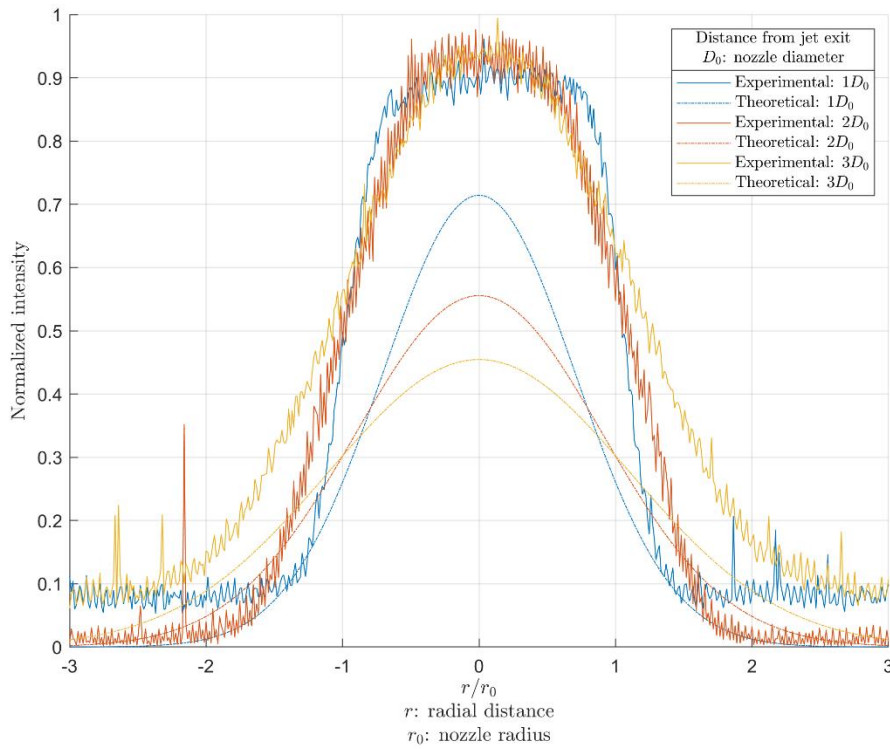 Distance from jet exit
D₀: nozzle diameter
Experimental: 1D₀
Theoretical: 1D₀
Experimental: 2D₀
Theoretical: 2D₀
Experimental: 3D₀
Theoretical: 3D₀
Normalized intensity
1
0.9
0.8
0.7
0.6
0.5
0.4
0.3
0.2
0.1
0
-3 -2 -1 0 1 2 3
r/r₀
r: radial distance
r₀: nozzle radius